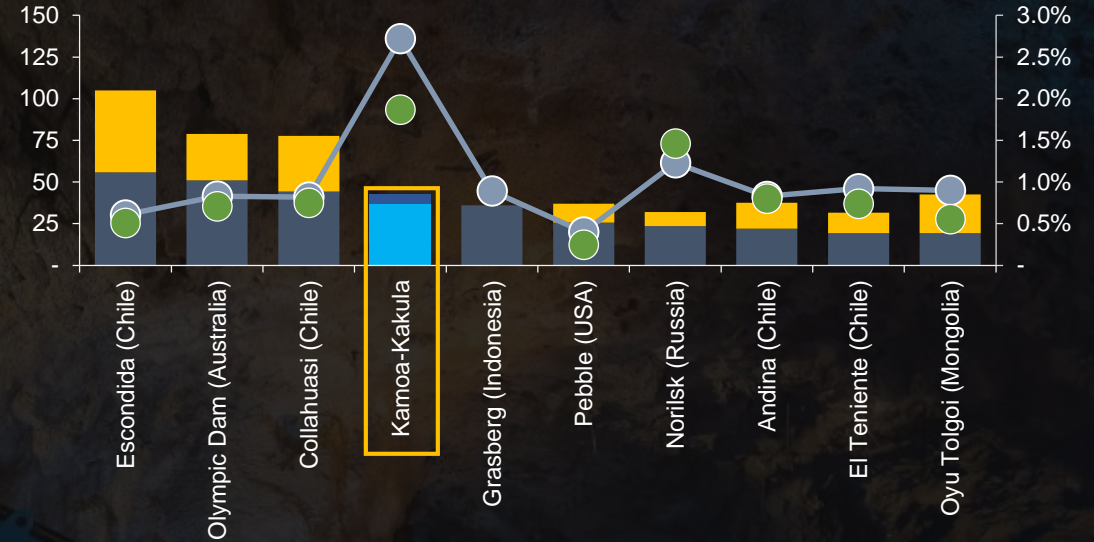 150
125
100
75
50
25
-
3.0%
2.5%
2.0%
1.5%
1.0%
0.5%
-
Escondida (Chile)
Olympic Dam (Australia)
Collahuasi (Chile)
Kamoa-Kakula
Grasberg (Indonesia)
Pebble (USA)
Norilsk (Russia)
Andina (Chile)
El Teniente (Chile)
Oyu Tolgoi (Mongolia)